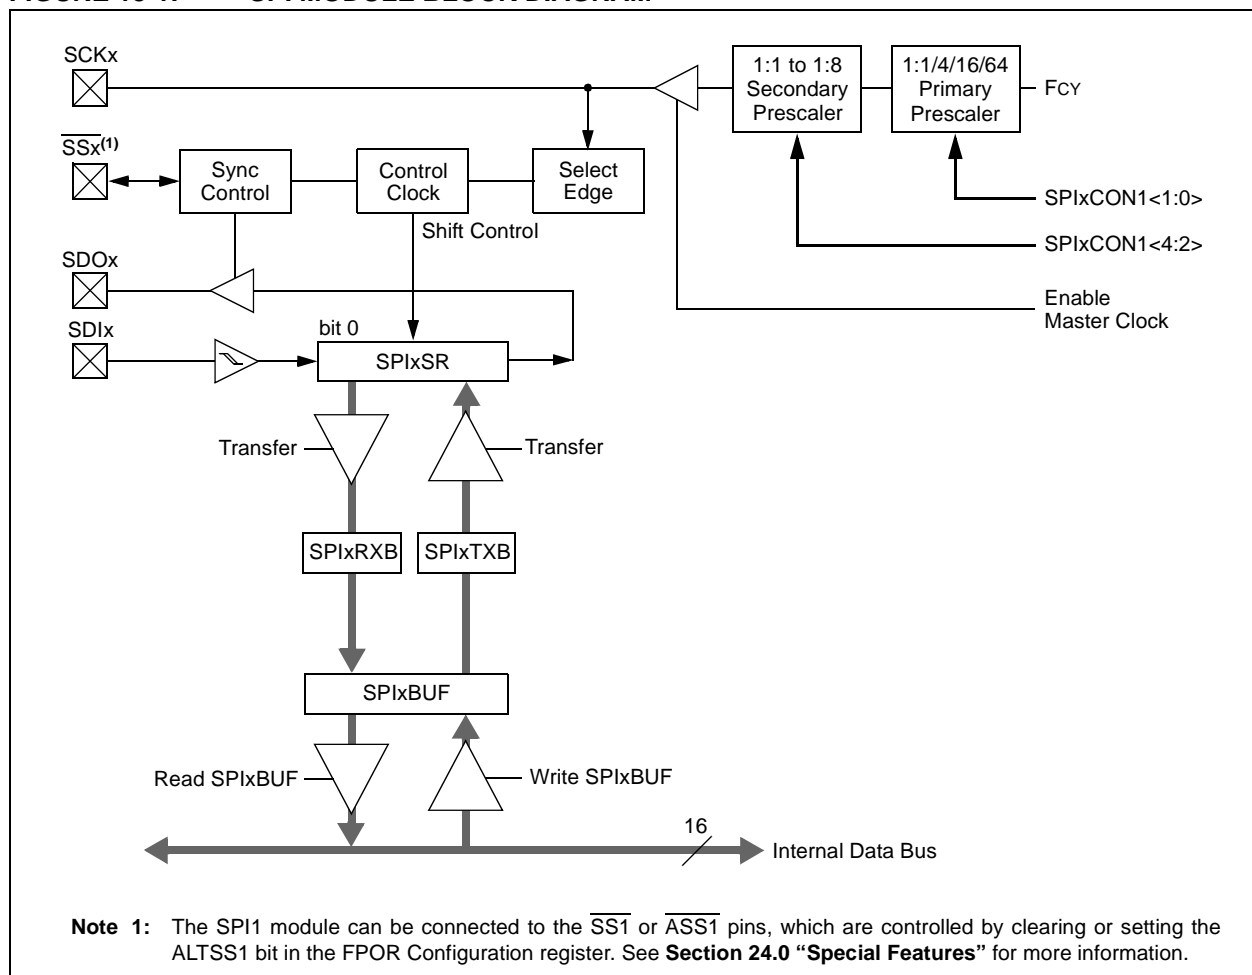 SCKx
1:1 to 1:8
Secondary
Prescaler
1:1/4/16/64
Primary
Prescaler
FCY
SSx(1)
Sync
Control
Control
Clock
Select
Edge
SPIxCON1<1:0>
Shift Control
SPIxCON1<4:2>
SDOx
Enable
Master Clock
SDIx
bit 0
SPIxSR
Transfer
Transfer
SPIxRXB
SPIxTXB
SPIxBUF
Read SPIxBUF
Write SPIxBUF
16
Internal Data Bus
Note 1: The SPI1 module can be connected to the SS1 or ASS1 pins, which are controlled by clearing or setting the
ALTSS1 bit in the FPOR Configuration register. See Section 24.0 “Special Features” for more information.